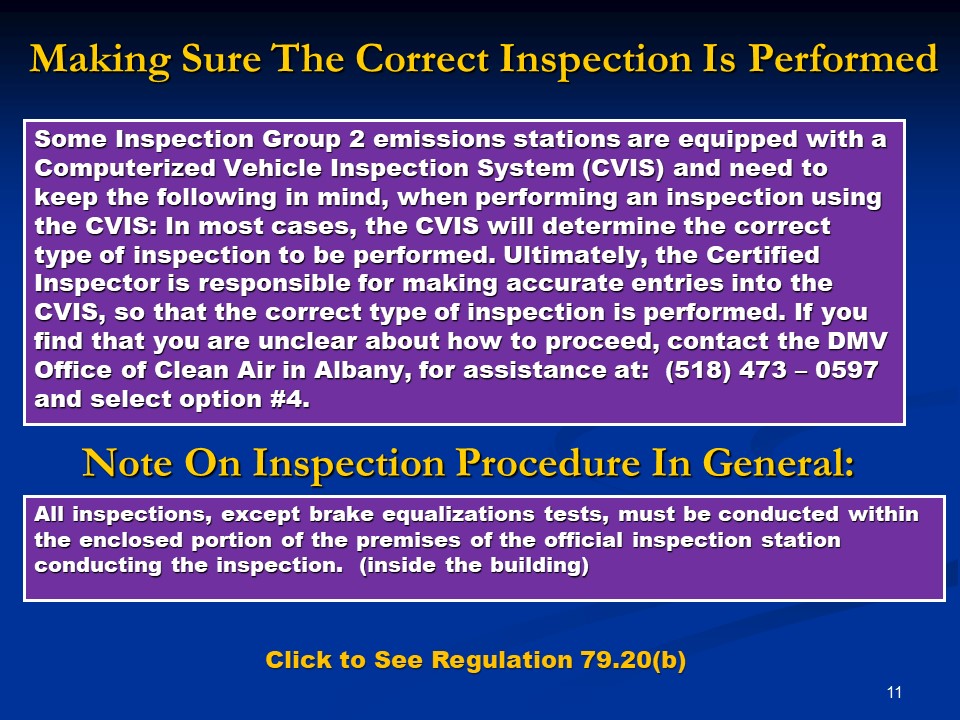 Making Sure The Correct Inspection Is Performed
Some Inspection Group 2 emissions stations are equipped with a
Computerized Vehicle Inspection System (CVIS) and need to
keep the following in mind, when performing an inspection using
the CVIS: In most cases, the CVIS will determine the correct
type of inspection to be performed. Ultimately, the Certified
Inspector is responsible for making accurate entries into the
CVIS, so that the correct type of inspection is performed. If you
find that you are unclear about how to proceed, contact the DMV
Office of Clean Air in Albany, for assistance at:  (518) 473 – 0597
and select option #4.
Note On Inspection Procedure In General:
All inspections, except brake equalizations tests, must be conducted within
the enclosed portion of the premises of the official inspection station
conducting the inspection.  (inside the building)
Click to See Regulation 79.20(b)
11